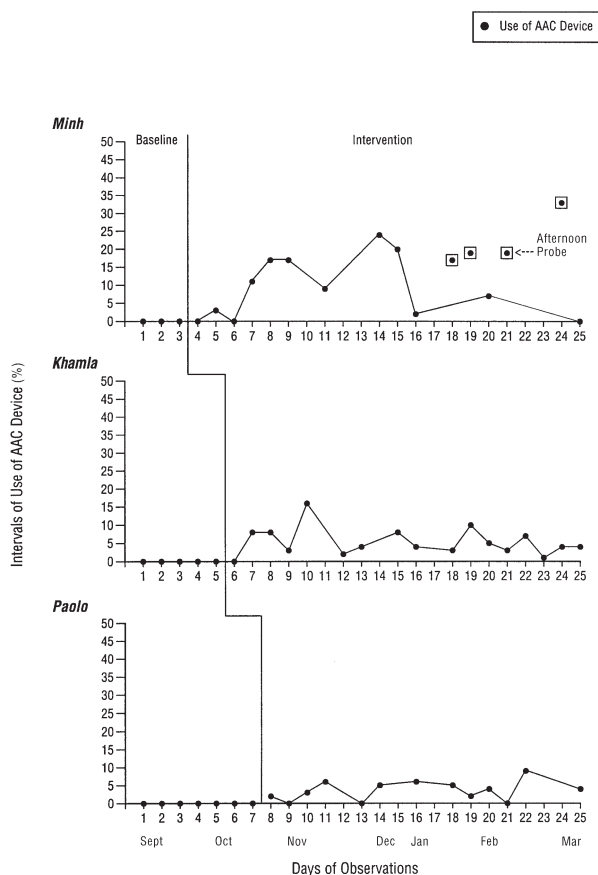 Use of AAC Device
Minh
Baseline
Intervention
50
45
40
35
30
25
20
15
10
5
0
Afternoon
Probe
1 2 3 4 5 6 7 8 9 10 11 12 13 14 15 16 17 18 19 20 21 22 23 24 25
Khamla
50
45
40
35
30
25
20
15
10
5
0
1 2 3 4 5 6 7 8 9 10 11 12 13 14 15 16 17 18 19 20 21 22 23 24 25
Intervals of Use of AAC Device (%)
Paolo
50
45
40
35
30
25
20
15
10
5
0
1 2 3 4 5 6 7 8 9 10 11 12 13 14 15 16 17 18 19 20 21 22 23 24 25
Sept Oct Nov Dec Jan Feb Mar
Days of Observations